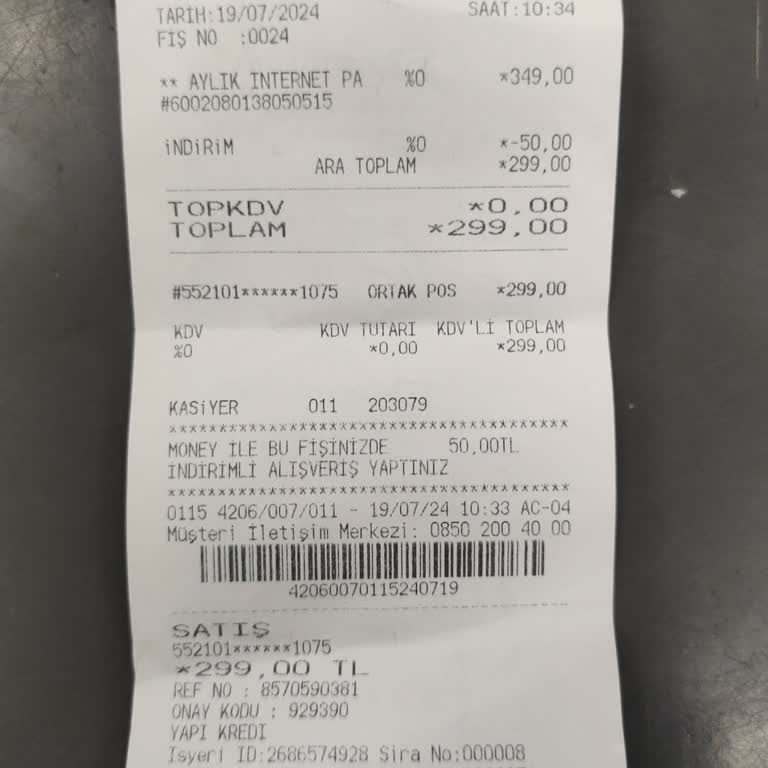 TARİH:19/07/2024 SAAT:10:34
FİŞ NO :0024
** AYLIK INTERNET PA %0 *349,00
#6002080138050515
İNDİRİM %0 *-50,00
ARA TOPLAM *299,00
TOPKDV *0,00
TOPLAM *299,00
#552101******1075 ORTAK POS *299,00
KDV KDV TUTARI KDV'Lİ TOPLAM
%0 *0,00 *299,00
KASİYER 011 203079
****************************************
MONEY İLE BU FİŞİNİZDE 50,00TL
İNDİRİMLİ ALIŞVERİŞ YAPTINIZ
****************************************
0115 4206/007/011 - 19/07/24 10:33 AC-04
Müşteri İletişim Merkezi: 0850 200 40 00
42060070115240719
SATIŞ
552101******1075
*299,00 TL
REF NO : 8570590381
ONAY KODU : 929390
YAPI KREDI
Isyeri ID:2686574928 Sira No:000008